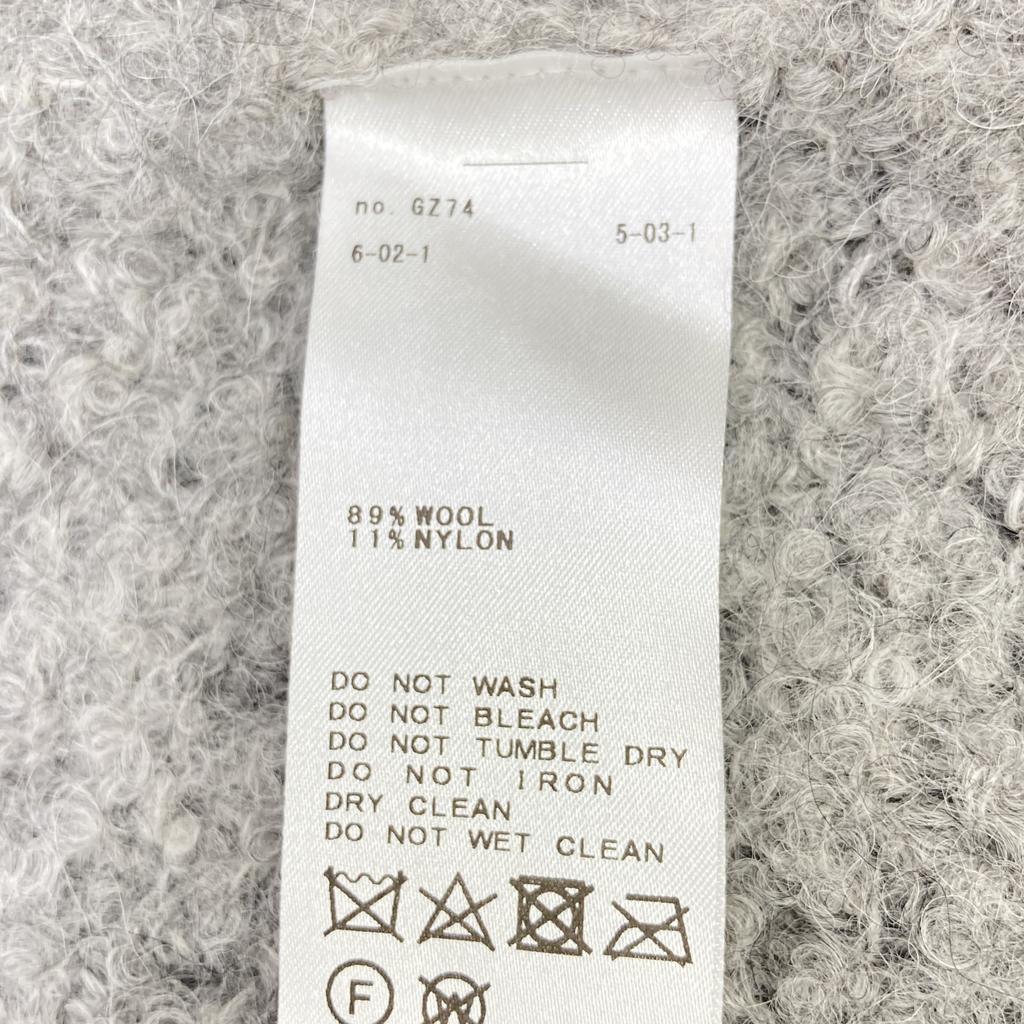 no. GZ74
5-03-1
6-02-1
89% WOOL
11% NYLON
DO NOT WASH
DO NOT BLEACH
DO NOT TUMBLE DRY
DO NOT IRON
DRY CLEAN
DO NOT WET CLEAN
F W